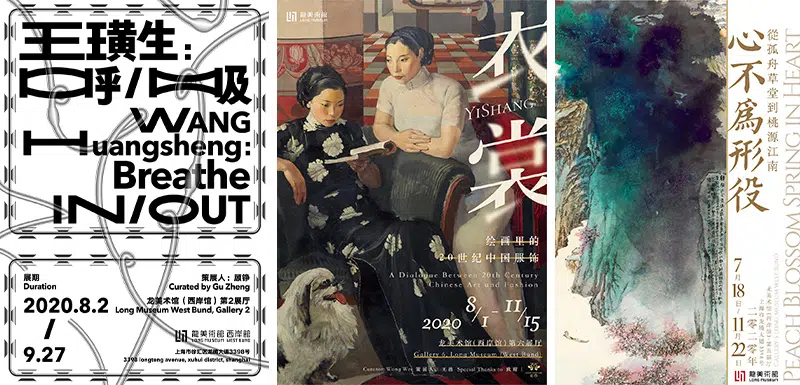 王璜生：
呼/吸
WANG
Huangsheng:
Breathe
IN/OUT
展期
Duration
2020.8.2
/
9.27
策展人：顾铮
Curated by Gu Zheng
龙美术馆（西岸馆）第2展厅
Long Museum West Bund, Gallery 2
龍美術館西岸館
LONG MUSEUM WEST BUND
上海市徐汇区龙腾大道3398号
3398 longteng avenue, xuhui district, shanghai
龍美術館
LONG MUSEUM
衣裳
YISHANG
绘画里的
20世纪中国服饰
A Dialogue Between 20th Century
Chinese Art and Fashion
2020 8/1—11/15
龙美术馆（西岸馆）第六展厅
Gallery 6, Long Museum (West Bund)
從孤舟草堂到桃源江南
心不為形役
PEACH BLOSSOM SPRING IN HEART
7月18日/11月22日
二〇二〇年
龍美術館
LONG MUSEUM